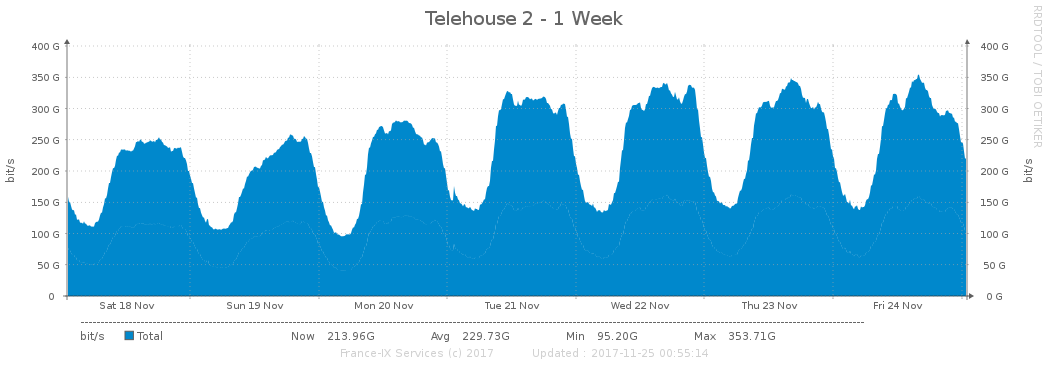 Telehouse 2 - 1 Week
RRDTOOL / TOBI OETIKER
400 G 400 G
350 G 350 G
300 G 300 G
250 G 250 G
200 G 200 G
150 G 150 G
100 G 100 G
50 G 50 G
0 0 G
bit/s
bit/s
Sat 18 Nov Sun 19 Nov Mon 20 Nov Tue 21 Nov Wed 22 Nov Thu 23 Nov Fri 24 Nov
bit/s Total Now 213.96G Avg 229.73G Min 95.20G Max 353.71G
France-IX Services (c) 2017 Updated : 2017-11-25 00:55:14